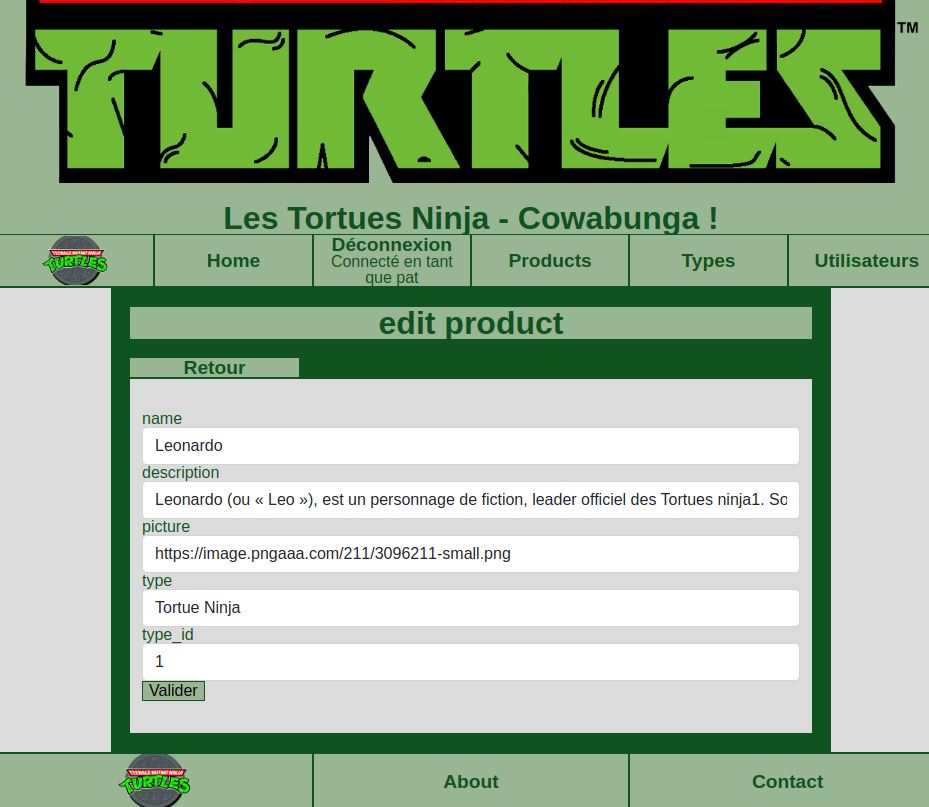 TURTLES
TM
Les Tortues Ninja - Cowabunga !
TEENAGE MUTANT NINJA
TURTLES
Home
Déconnexion
Connecté en tant
que pat
Products
Types
Utilisateurs
edit product
Retour
name
Leonardo
description
Leonardo (ou « Leo »), est un personnage de fiction, leader officiel des Tortues ninja1. So
picture
https://image.pngaaa.com/211/3096211-small.png
type
Tortue Ninja
type_id
1
Valider
TEENAGE MUTANT NINJA
TURTLES
About
Contact